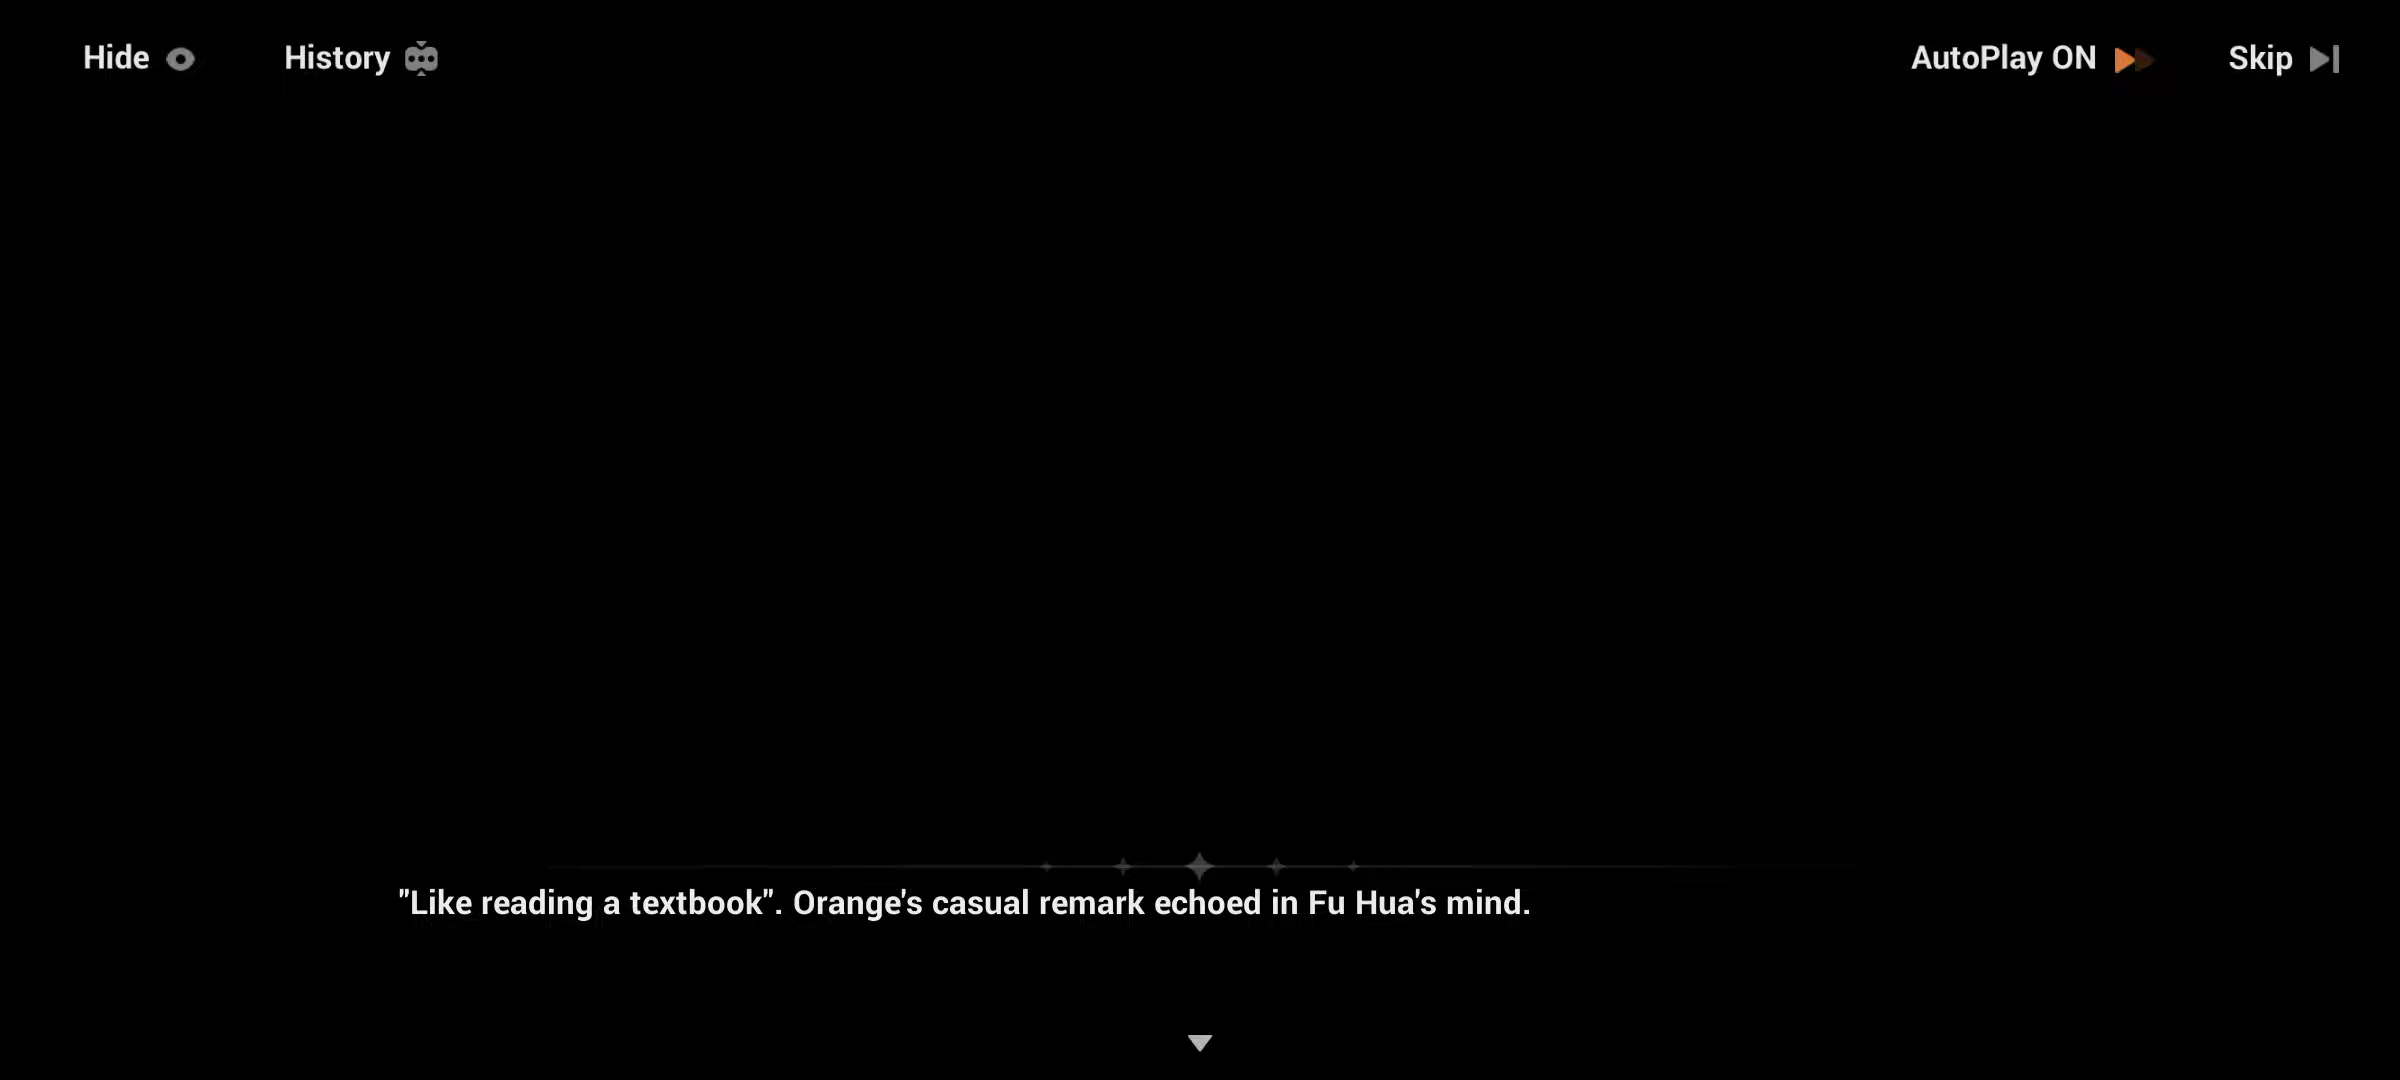 Hide
History
AutoPlay ON
Skip
"Like reading a textbook". Orange's casual remark echoed in Fu Hua's mind.